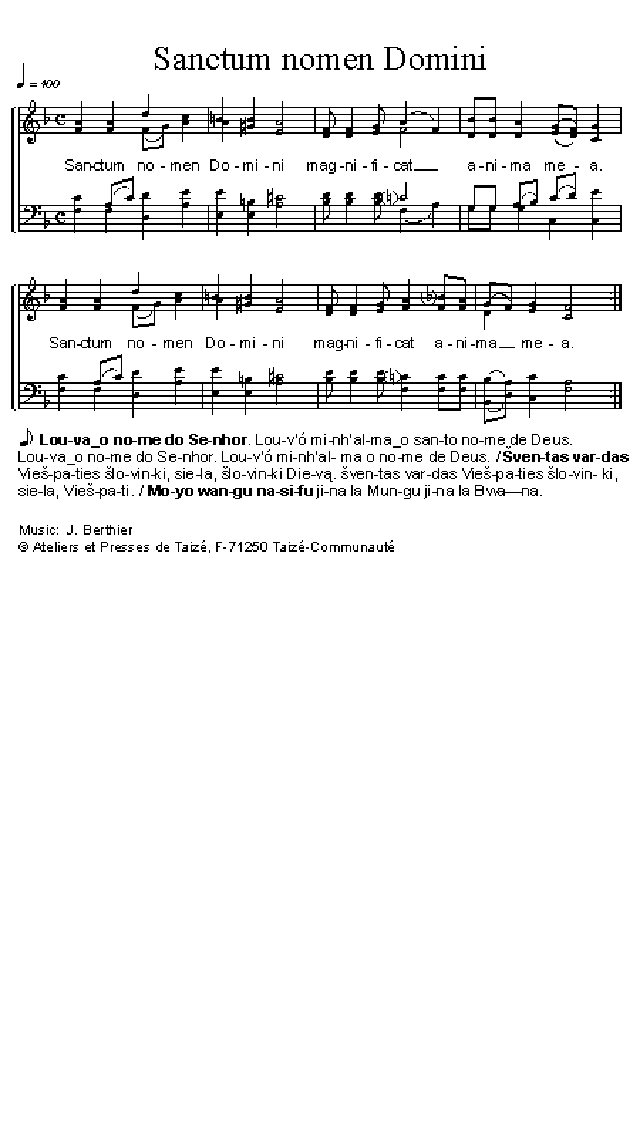 Sanctum nomen Domini
♩ = 100
Sanctum no - men Do - mi - ni mag - ni - fi - cat__ a - ni - ma me - a.
Sanctum no - men Do - mi - ni mag - ni - fi - cat a - ni - ma__ me - a.
♪ Lou-va_o no-me do Se-nhor. Lou-v'ó mi-nh'al-ma_o san-to no-me de Deus.
Lou-va_o no-me do Se-nhor. Lou-v'ó mi-nh'al- ma o no-me de Deus. / Šven-tas var-das
Vieš-pa-ties šlo-vin-ki, sie-la, šlo-vin-ki Die-vą. šven-tas var-das Vieš-pa-ties šlo-vin- ki,
sie-la, Vieš-pa-ti. / Mo-yo wan-gu na-si-fu ji-na la Mun-gu ji-na la Bwa—na.
Music: J. Berthier
© Ateliers et Presses de Taizé, F-71250 Taizé-Communauté